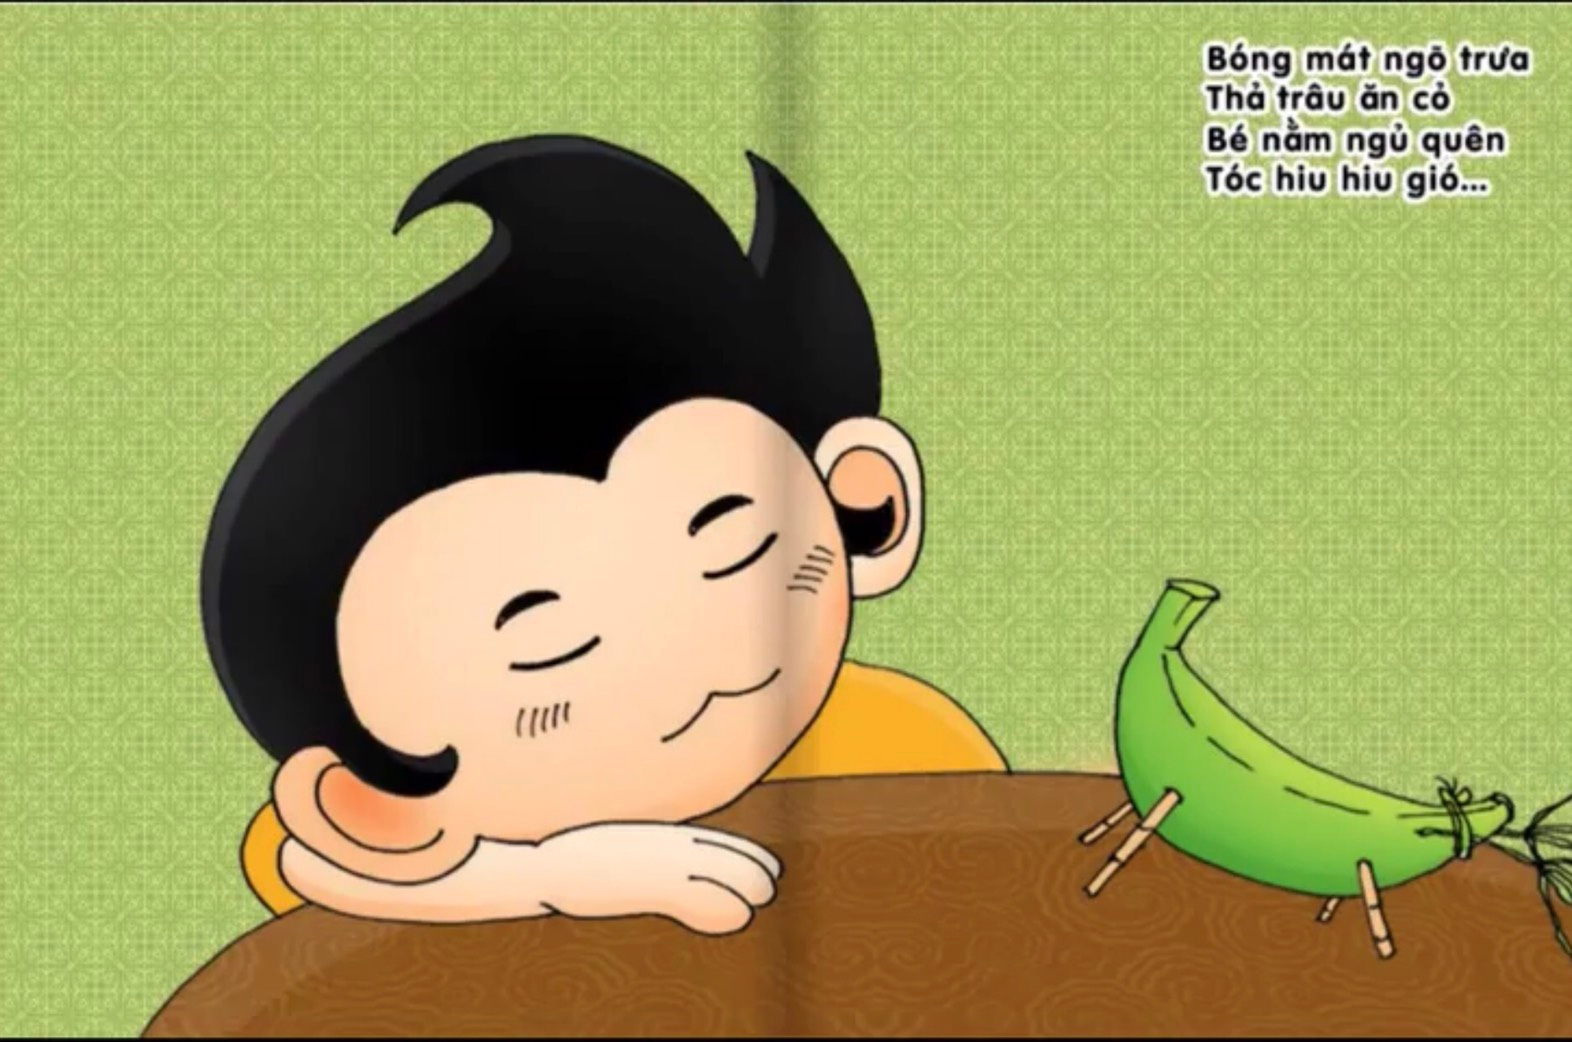 Bóng mát ngõ trưa
Thả trâu ăn cỏ
Bé nằm ngủ quên
Tóc hiu hiu gió...